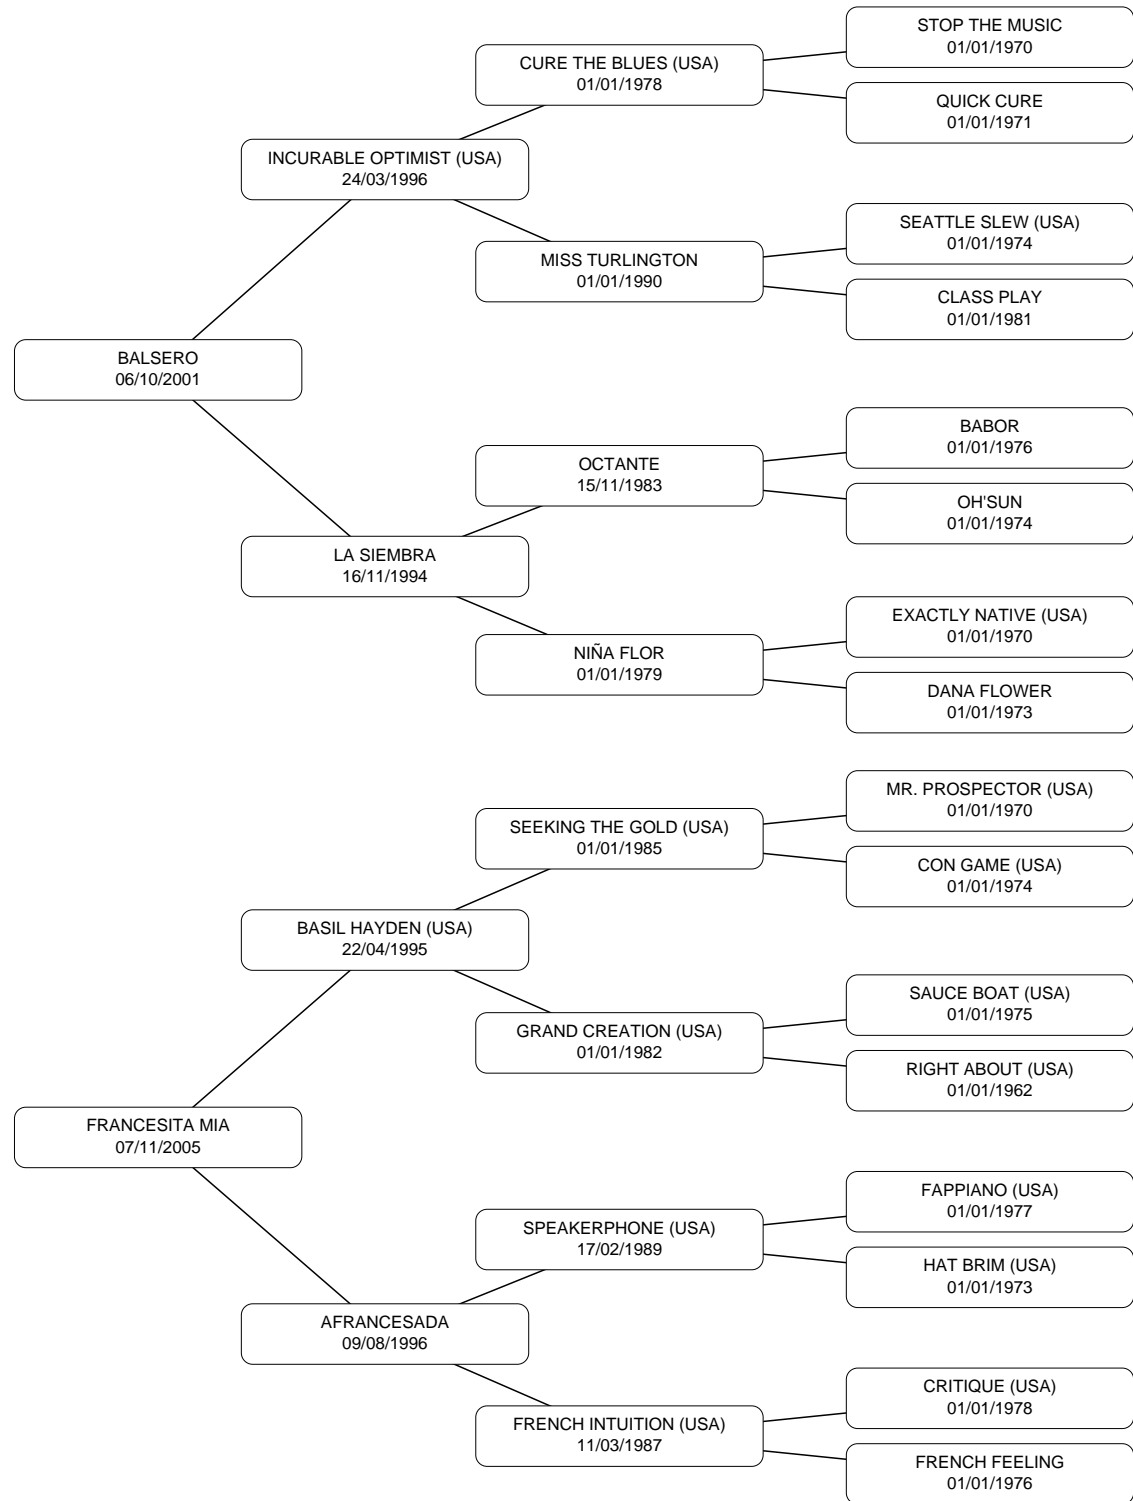 STOP THE MUSIC
01/01/1970
CURE THE BLUES (USA)
01/01/1978
QUICK CURE
01/01/1971
INCURABLE OPTIMIST (USA)
24/03/1996
SEATTLE SLEW (USA)
01/01/1974
MISS TURLINGTON
01/01/1990
CLASS PLAY
01/01/1981
BALSERO
06/10/2001
BABOR
01/01/1976
OCTANTE
15/11/1983
OH'SUN
01/01/1974
LA SIEMBRA
16/11/1994
EXACTLY NATIVE (USA)
01/01/1970
NIÑA FLOR
01/01/1979
DANA FLOWER
01/01/1973
MR. PROSPECTOR (USA)
01/01/1970
SEEKING THE GOLD (USA)
01/01/1985
CON GAME (USA)
01/01/1974
BASIL HAYDEN (USA)
22/04/1995
SAUCE BOAT (USA)
01/01/1975
GRAND CREATION (USA)
01/01/1982
RIGHT ABOUT (USA)
01/01/1962
FRANCESITA MIA
07/11/2005
FAPPIANO (USA)
01/01/1977
SPEAKERPHONE (USA)
17/02/1989
HAT BRIM (USA)
01/01/1973
AFRANCESADA
09/08/1996
CRITIQUE (USA)
01/01/1978
FRENCH INTUITION (USA)
11/03/1987
FRENCH FEELING
01/01/1976